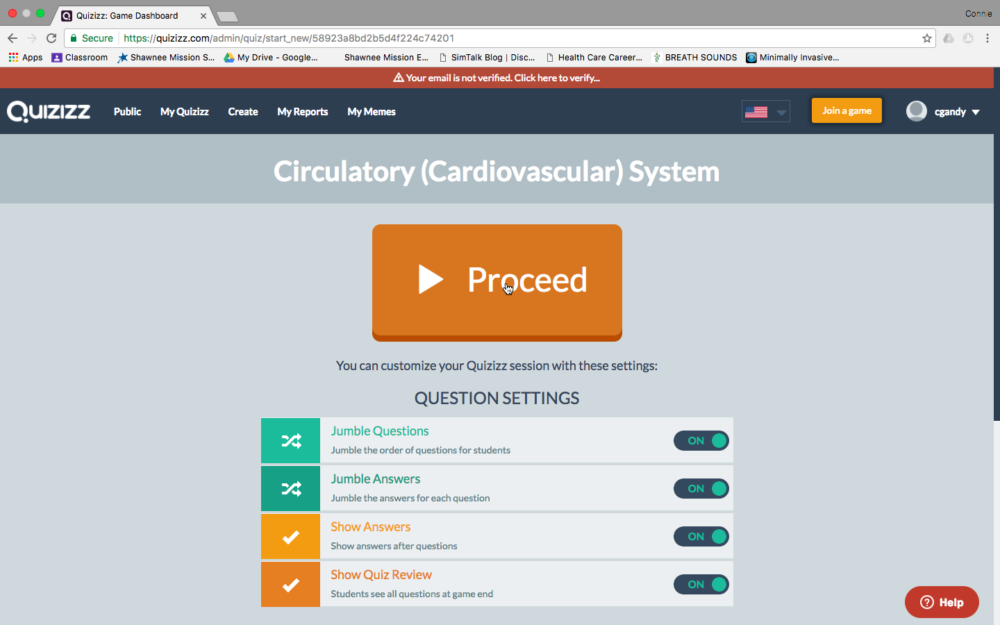 Quizizz: Game Dashboard
Connie
Secure https://quizizz.com/admin/quiz/start_new/58923a8bd2b5d4f224c74201
Apps Classroom Shawnee Mission S... My Drive - Google... Shawnee Mission E... SimTalk Blog | Disc... Health Care Career... BREATH SOUNDS Minimally Invasive...
Your email is not verified. Click here to verify...
QUIZIZZ Public My Quizizz Create My Reports My Memes Join a game cgandy
Circulatory (Cardiovascular) System
Proceed
You can customize your Quizizz session with these settings:
QUESTION SETTINGS
Jumble Questions
Jumble the order of questions for students
ON
Jumble Answers
Jumble the answers for each question
ON
Show Answers
Show answers after questions
ON
Show Quiz Review
Students see all questions at game end
ON
Help